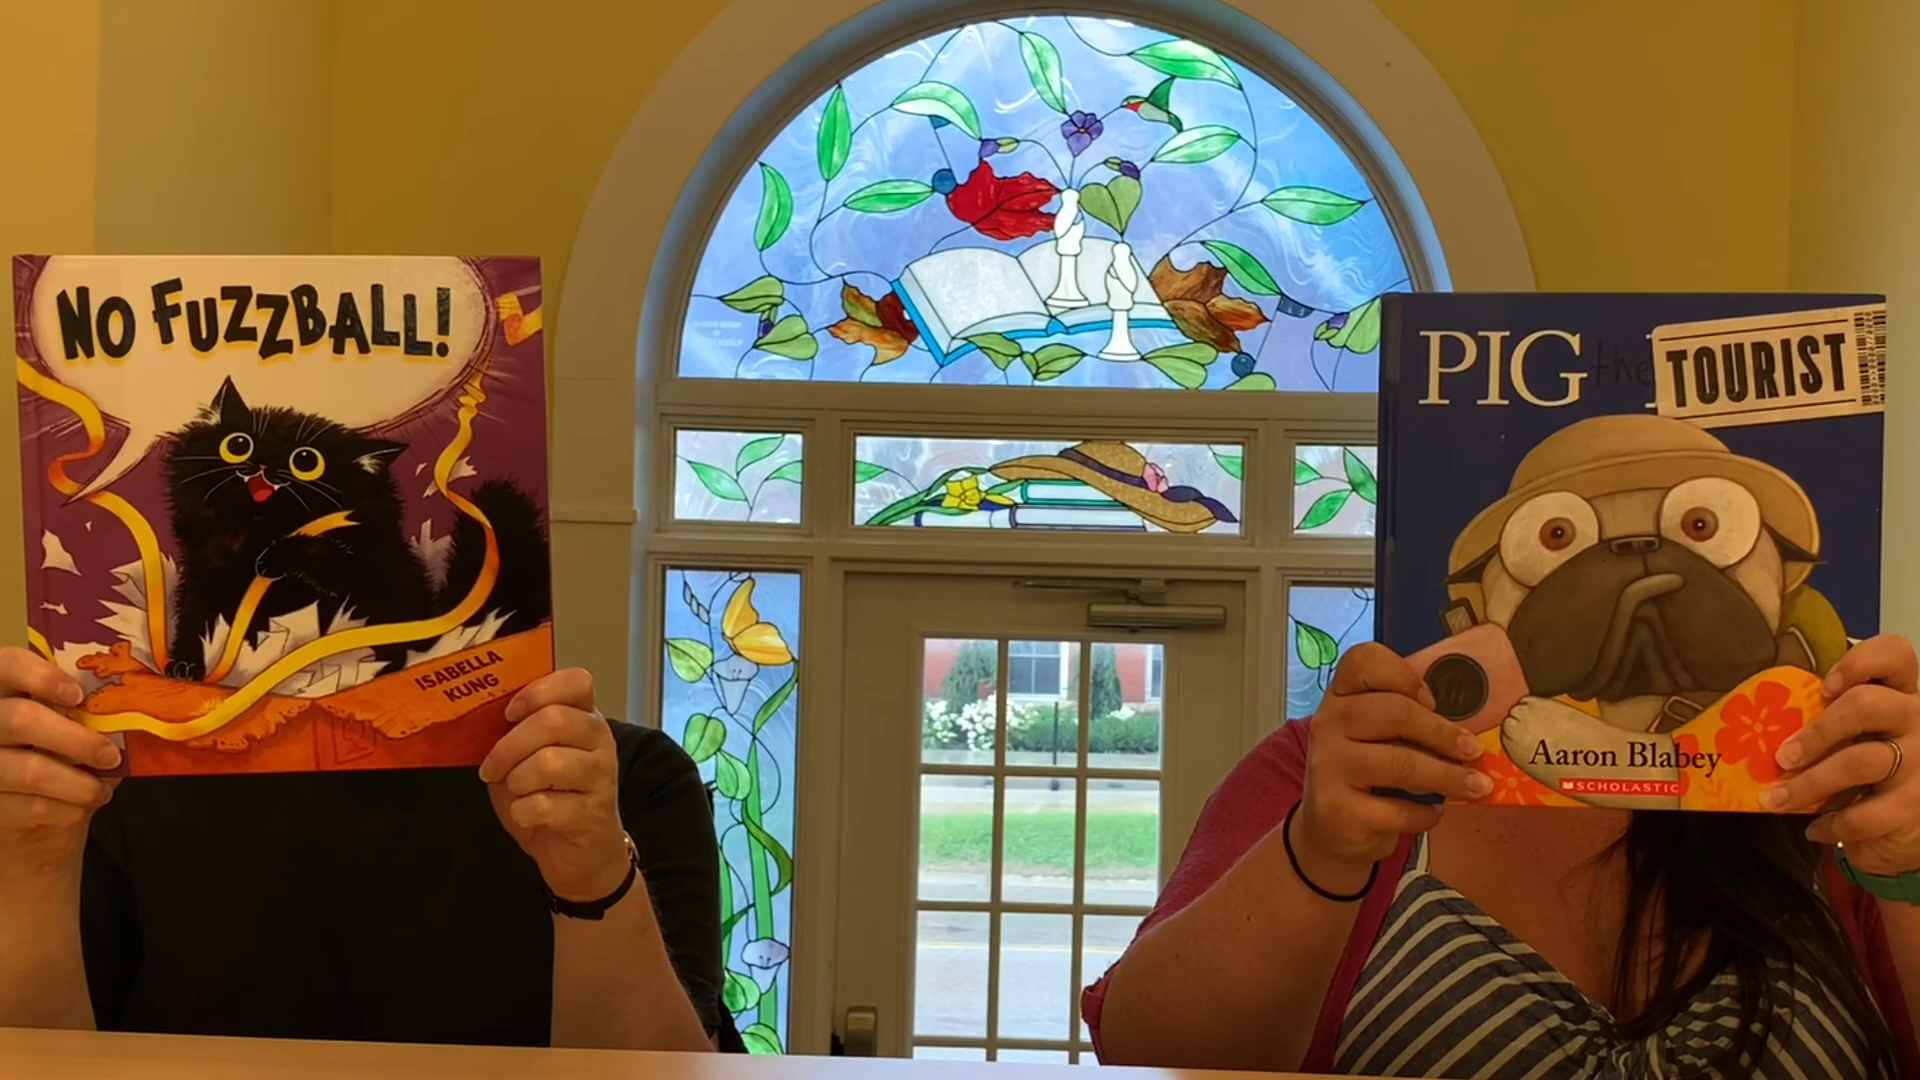 NO FUZZBALL!
ISABELLA
KUNG
PIG the
TOURIST
Aaron Blabey
SCHOLASTIC